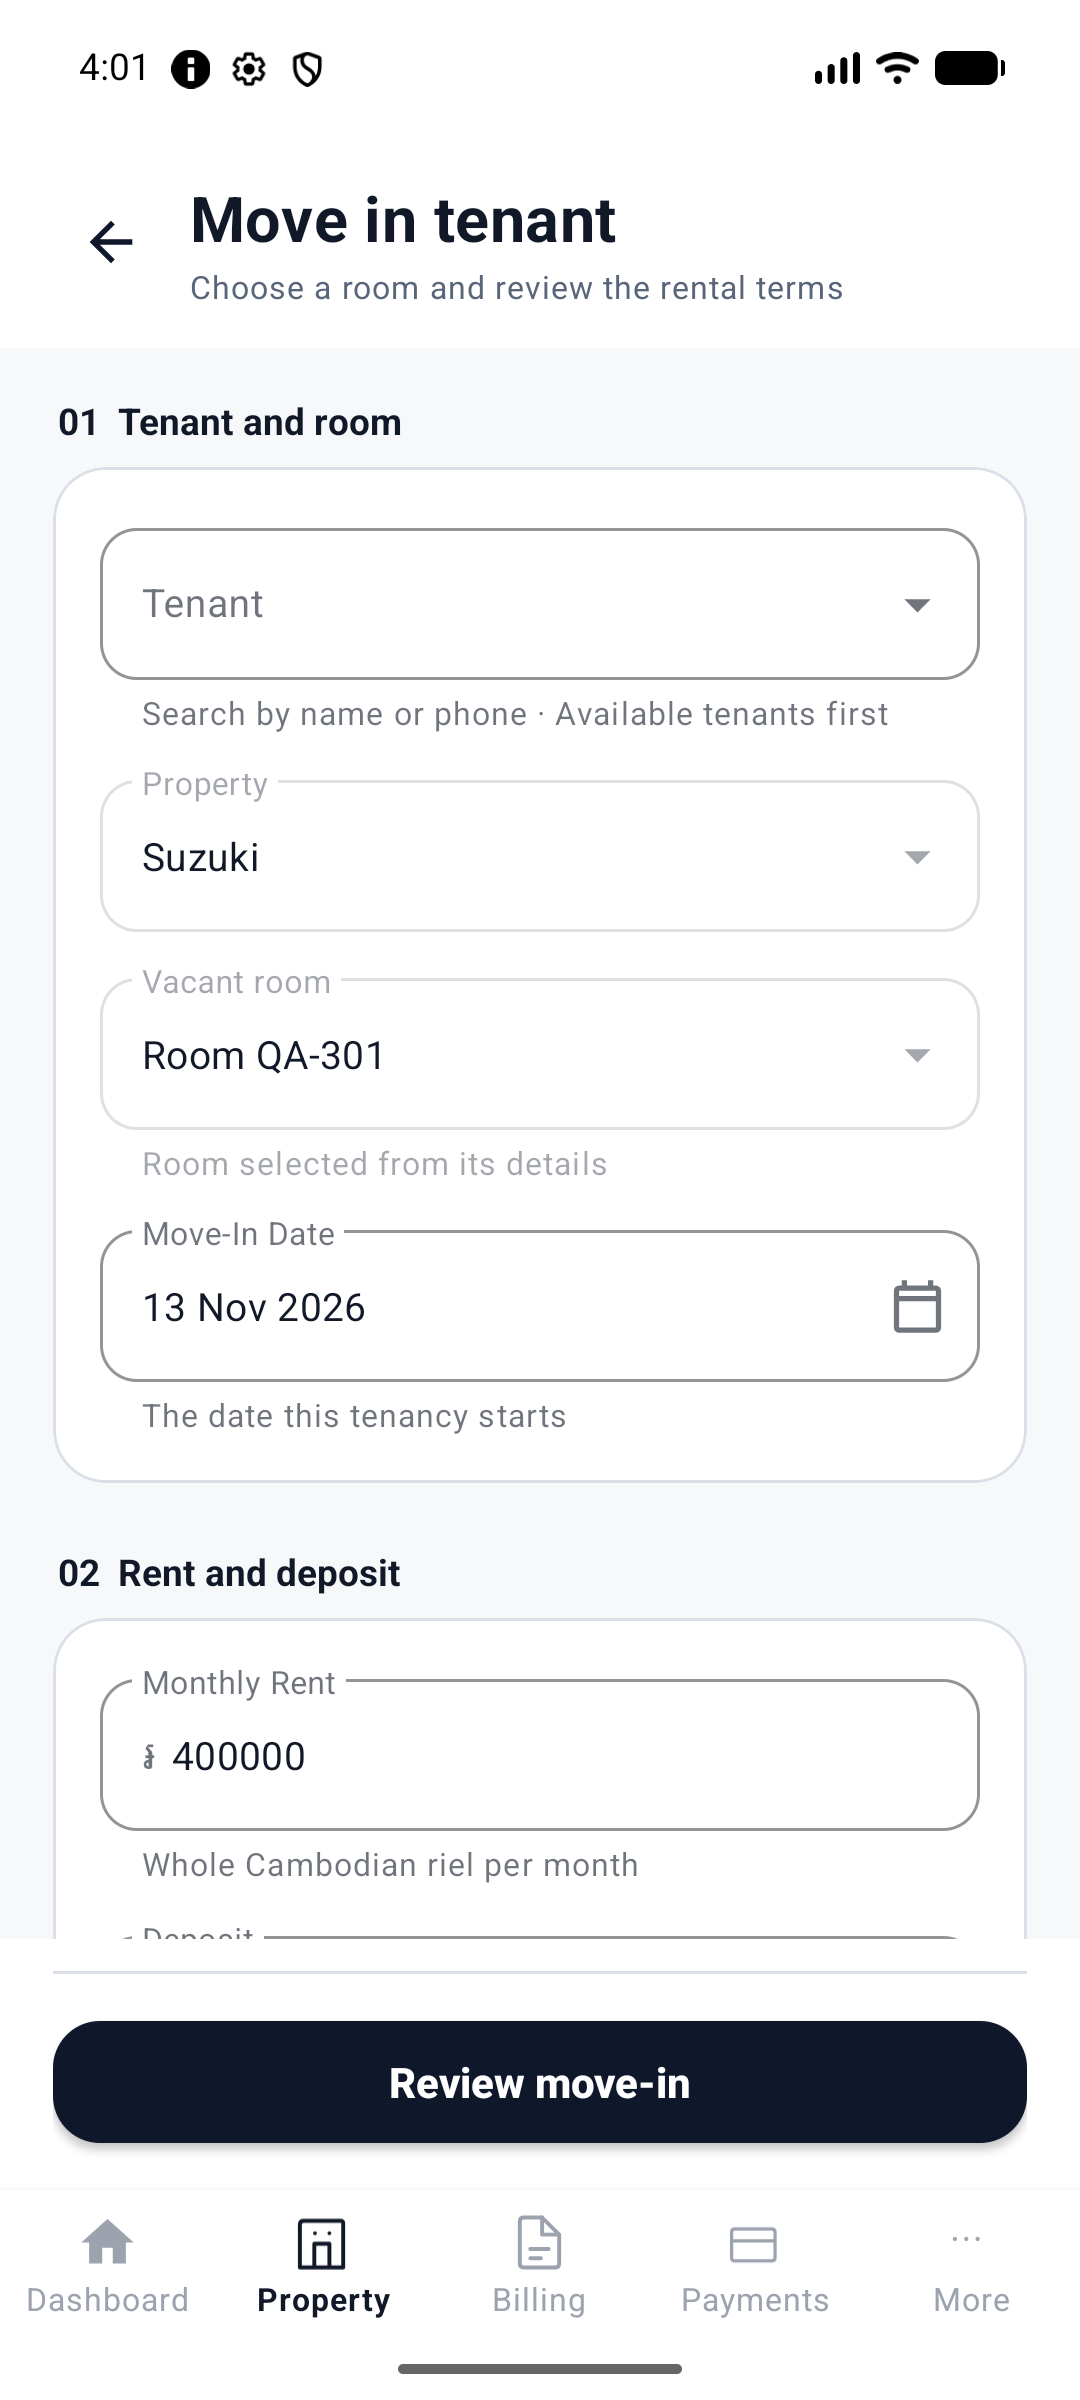 4:01
Move in tenant
Choose a room and review the rental terms
01 Tenant and room
Tenant
Search by name or phone · Available tenants first
Property
Suzuki
Vacant room
Room QA-301
Room selected from its details
Move-In Date
13 Nov 2026
The date this tenancy starts
02 Rent and deposit
Monthly Rent
៛ 400000
Whole Cambodian riel per month
Deposit
Review move-in
Dashboard
Property
Billing
Payments
More